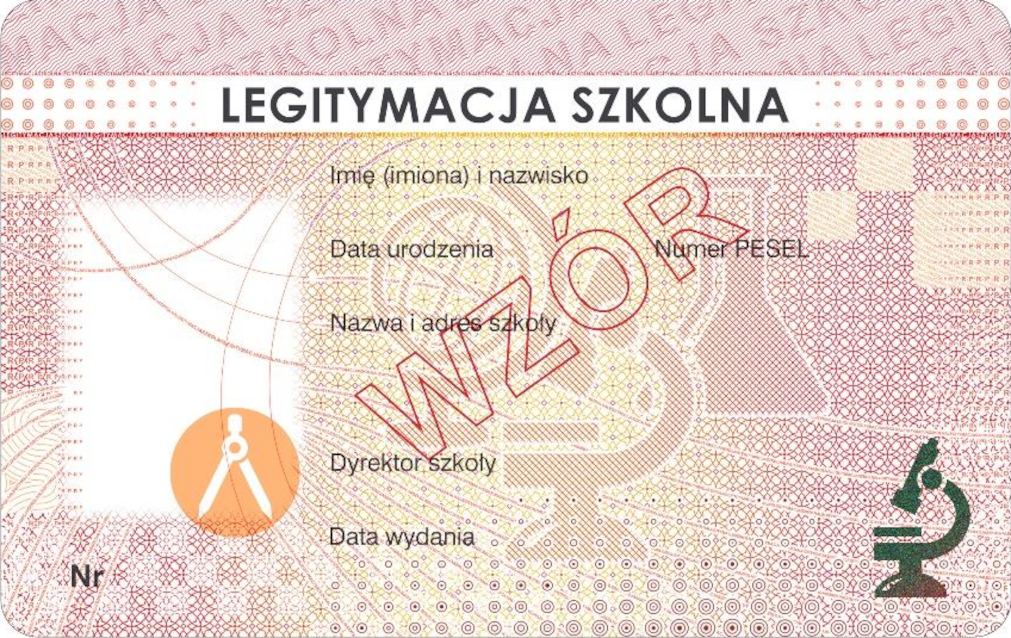 LEGITYMACJA SZKOLNA
Imię (imiona) i nazwisko
Data urodzenia
Numer PESEL
Nazwa i adres szkoły
WZÓR
Dyrektor szkoły
Data wydania
Nr